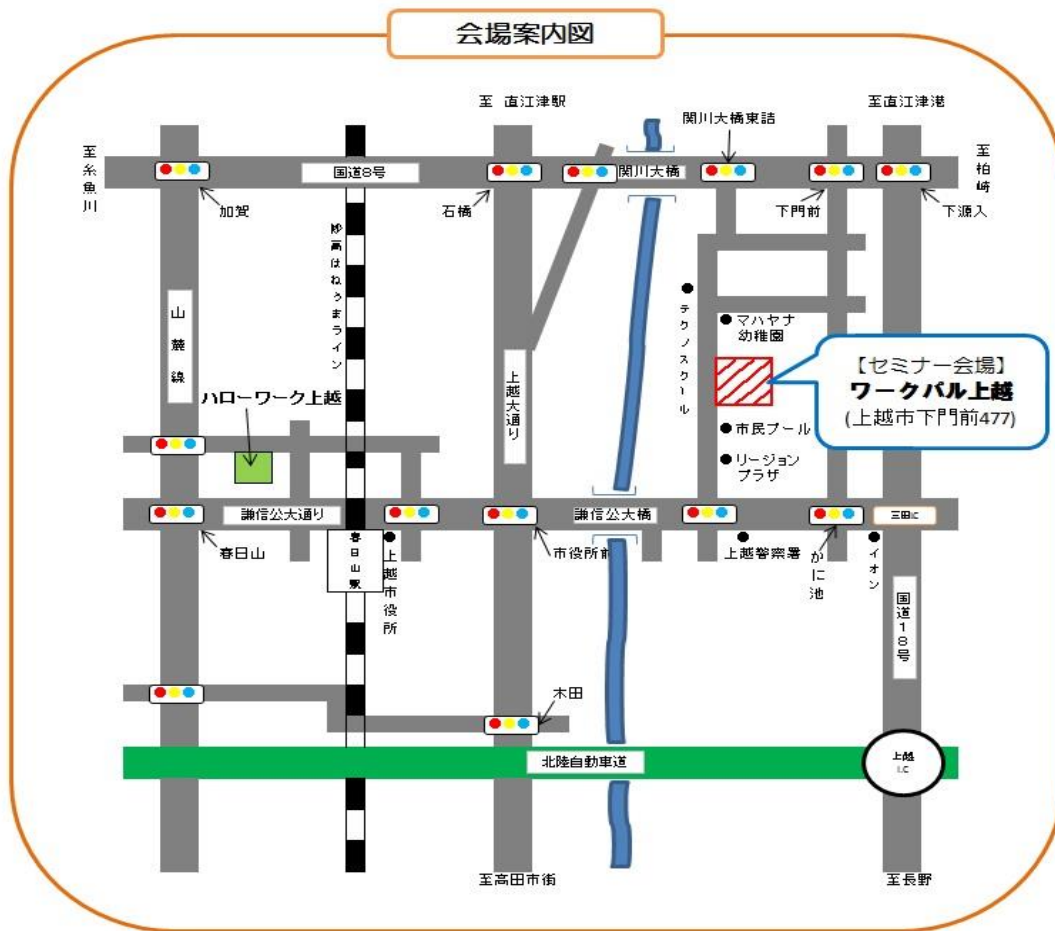 会場案内図
至 直江津駅
至 直江津港
関川大橋東詰
至糸魚川
国道8号
関川大橋
至柏崎
加賀
石橋
下門前
下源入
妙高はねうまライン
山麓線
テクノスクール
マハヤナ
幼稚園
【セミナー会場】
ワークパル上越
(上越市下門前477)
上越大通り
ハローワーク上越
市民プール
リージョン
プラザ
謙信公大通り
謙信公大橋
三田IC
春日山
春日山駅
上越市役所
市役所前
上越警察署
かに池
イオン
国道18号
木田
北陸自動車道
上越
I.C
至高田市街
至長野